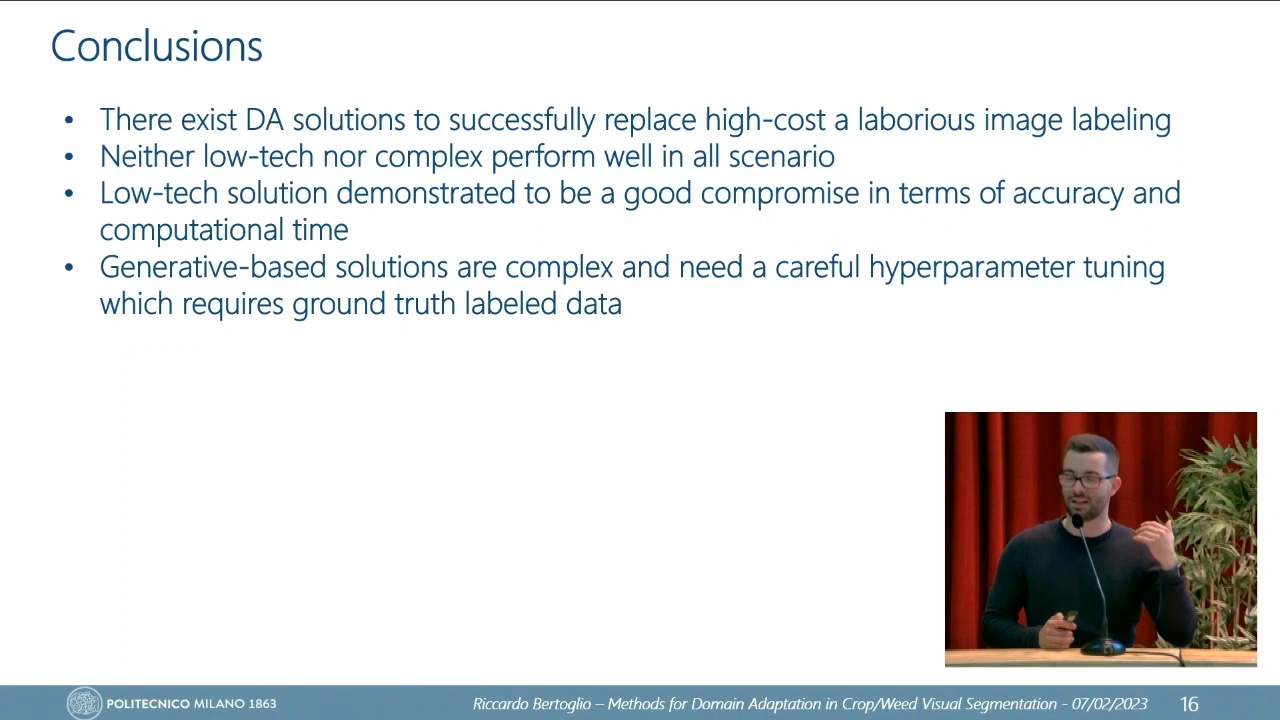 Conclusions
• There exist DA solutions to successfully replace high-cost a laborious image labeling
• Neither low-tech nor complex perform well in all scenario
• Low-tech solution demonstrated to be a good compromise in terms of accuracy and
computational time
• Generative-based solutions are complex and need a careful hyperparameter tuning
which requires ground truth labeled data
POLITECNICO MILANO 1863
Riccardo Bertoglio – Methods for Domain Adaptation in Crop/Weed Visual Segmentation - 07/02/2023
16